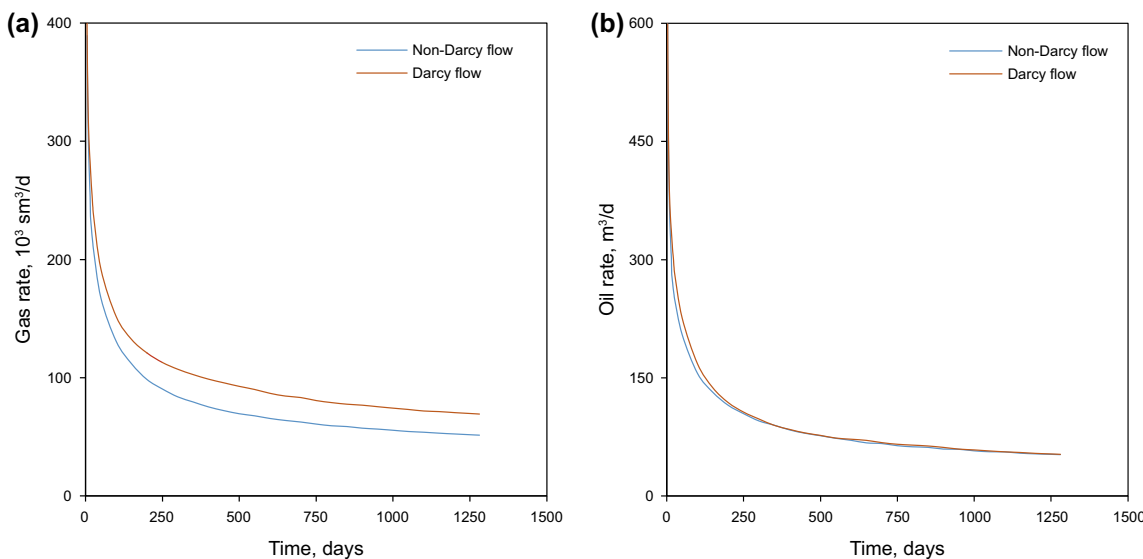 (a)
400
300
200
100
0
Gas rate, 10³ sm³/d
Non-Darcy flow
Darcy flow
0 250 500 750 1000 1250 1500
Time, days
(b)
600
450
300
150
0
Oil rate, m³/d
Non-Darcy flow
Darcy flow
0 250 500 750 1000 1250 1500
Time, days